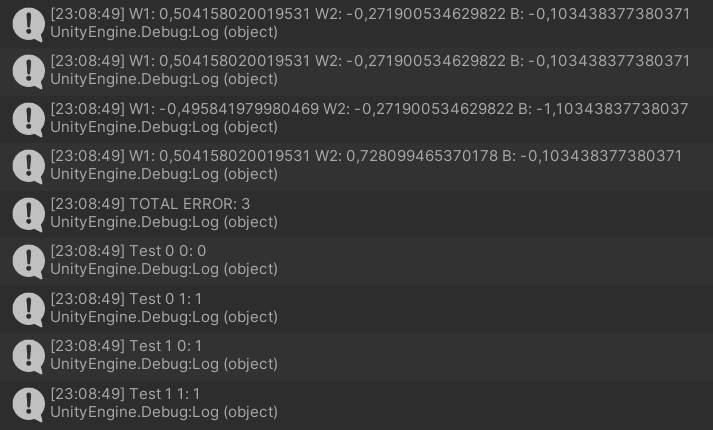 [23:08:49] W1: 0,504158020019531 W2: -0,271900534629822 B: -0,103438377380371
UnityEngine.Debug:Log (object)
[23:08:49] W1: 0,504158020019531 W2: -0,271900534629822 B: -0,103438377380371
UnityEngine.Debug:Log (object)
[23:08:49] W1: -0,495841979980469 W2: -0,271900534629822 B: -1,10343837738037
UnityEngine.Debug:Log (object)
[23:08:49] W1: 0,504158020019531 W2: 0,728099465370178 B: -0,103438377380371
UnityEngine.Debug:Log (object)
[23:08:49] TOTAL ERROR: 3
UnityEngine.Debug:Log (object)
[23:08:49] Test 0 0: 0
UnityEngine.Debug:Log (object)
[23:08:49] Test 0 1: 1
UnityEngine.Debug:Log (object)
[23:08:49] Test 1 0: 1
UnityEngine.Debug:Log (object)
[23:08:49] Test 1 1: 1
UnityEngine.Debug:Log (object)